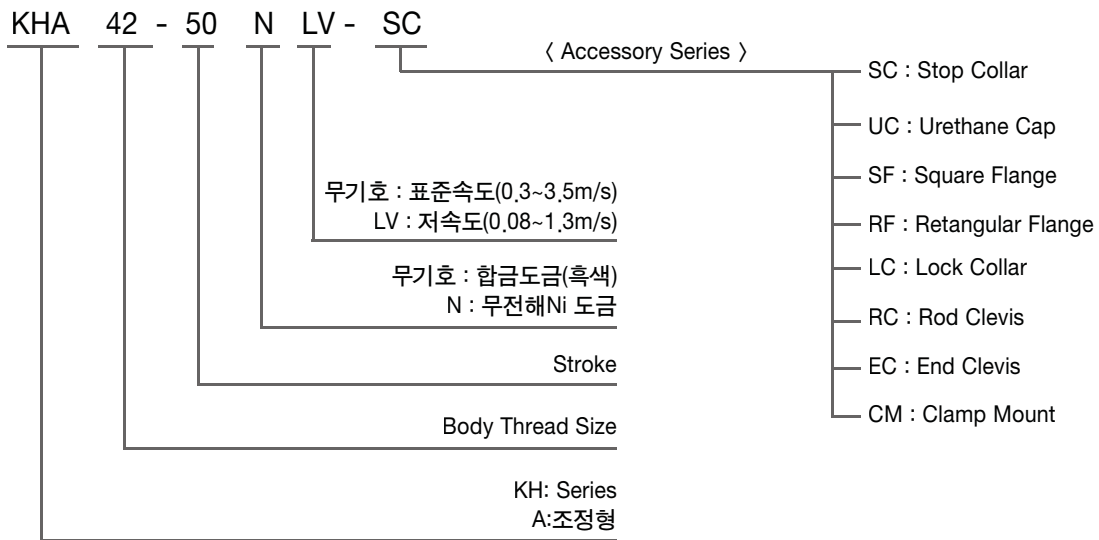 KHA 42 - 50 N LV - SC
〈 Accessory Series 〉
SC : Stop Collar
UC : Urethane Cap
SF : Square Flange
RF : Retangular Flange
LC : Lock Collar
RC : Rod Clevis
EC : End Clevis
CM : Clamp Mount
무기호 : 표준속도(0.3~3.5m/s)
LV : 저속도(0.08~1.3m/s)
무기호 : 합금도금(흑색)
N : 무전해Ni 도금
Stroke
Body Thread Size
KH: Series
A:조정형